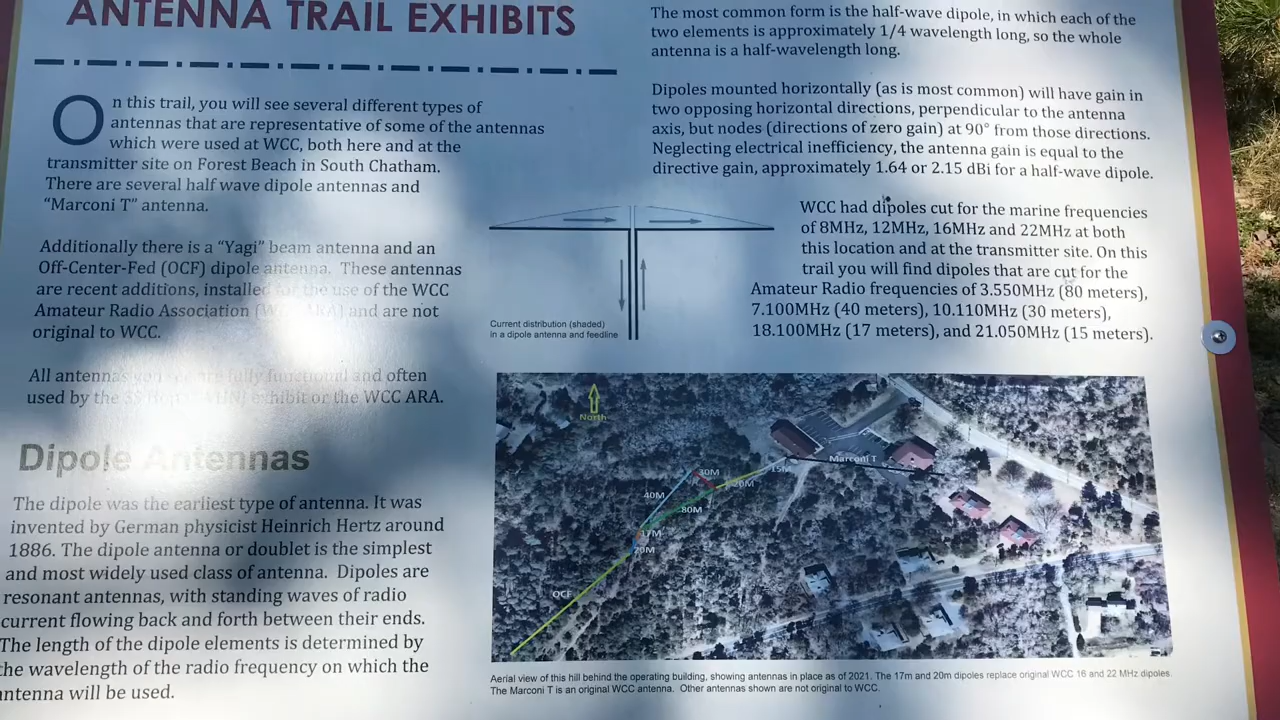 ANTENNA TRAIL EXHIBITS
On this trail, you will see several different types of
antennas that are representative of some of the antennas
which were used at WCC, both here and at the
transmitter site on Forest Beach in South Chatham.
There are several half wave dipole antennas and
“Marconi T” antenna.
Additionally there is a “Yagi” beam antenna and an
Off-Center-Fed (OCF) dipole antenna. These antennas
are recent additions, installed for the use of the WCC
Amateur Radio Association and are not
original to WCC.
All antennas you see are fully functional and often
used by the exhibit or the WCC ARA.
Dipole Antennas
The dipole was the earliest type of antenna. It was
invented by German physicist Heinrich Hertz around
1886. The dipole antenna or doublet is the simplest
and most widely used class of antenna. Dipoles are
resonant antennas, with standing waves of radio
current flowing back and forth between their ends.
The length of the dipole elements is determined by
the wavelength of the radio frequency on which the
antenna will be used.
The most common form is the half-wave dipole, in which each of the
two elements is approximately 1/4 wavelength long, so the whole
antenna is a half-wavelength long.
Dipoles mounted horizontally (as is most common) will have gain in
two opposing horizontal directions, perpendicular to the antenna
axis, but nodes (directions of zero gain) at 90° from those directions.
Neglecting electrical inefficiency, the antenna gain is equal to the
directive gain, approximately 1.64 or 2.15 dBi for a half-wave dipole.
WCC had dipoles cut for the marine frequencies
of 8MHz, 12MHz, 16MHz and 22MHz at both
this location and at the transmitter site. On this
trail you will find dipoles that are cut for the
Amateur Radio frequencies of 3.550MHz (80 meters),
7.100MHz (40 meters), 10.110MHz (30 meters),
18.100MHz (17 meters), and 21.050MHz (15 meters).
Current distribution (shaded)
in a dipole antenna and feedline
North
Marconi T
15M
30M
20M
40M
80M
17M
20M
OCF
Aerial view of this hill behind the operating building, showing antennas in place as of 2021. The 17m and 20m dipoles replace original WCC 16 and 22 MHz dipoles.
The Marconi T is an original WCC antenna. Other antennas shown are not original to WCC.